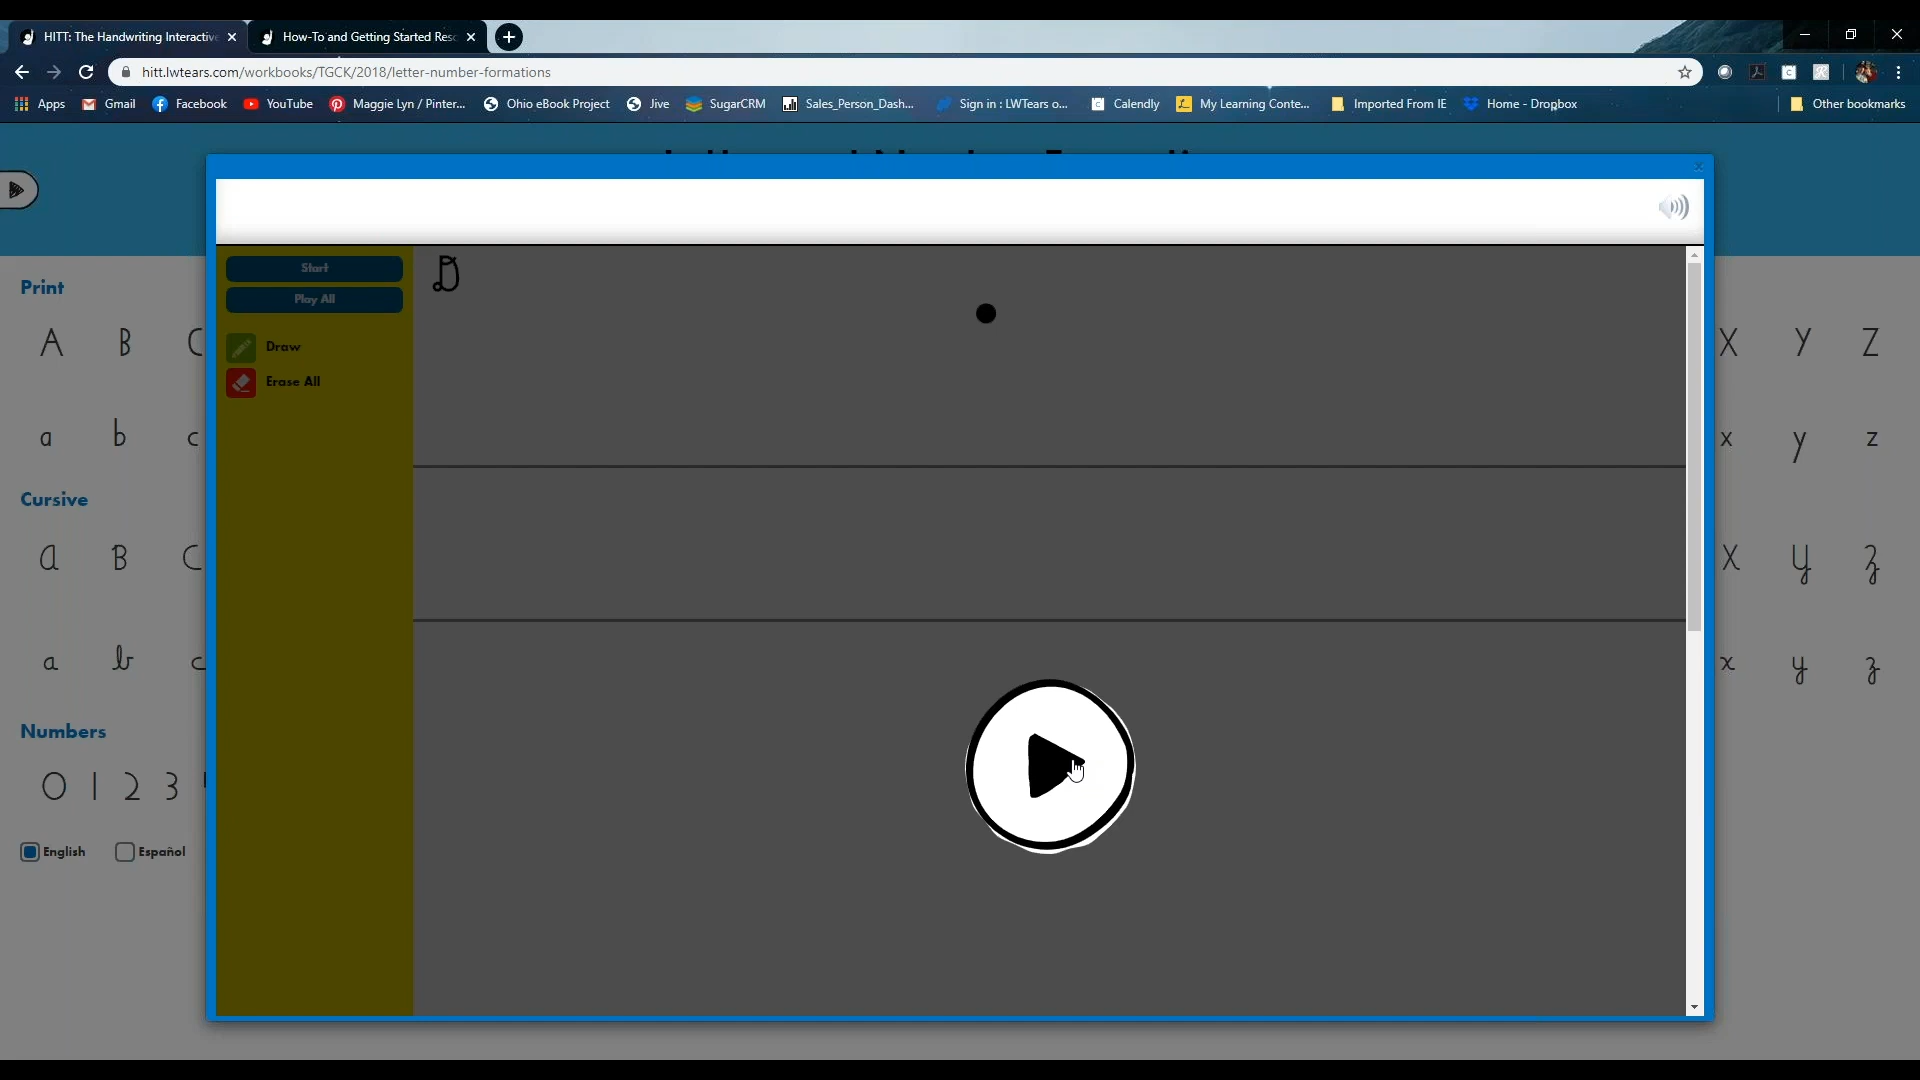 HITT: The Handwriting Interactive
How-To and Getting Started Reso
hitt.lwtears.com/workbooks/TGCK/2018/letter-number-formations
Apps Gmail Facebook YouTube Maggie Lyn / Pinter... Ohio eBook Project Jive SugarCRM Sales_Person_Dash... Sign in : LWTears o... Calendly My Learning Conte... Imported From IE Home - Dropbox Other bookmarks
Start
Play All
Draw
Erase All
D
Print
A B C X Y Z
a b c x y z
Cursive
A B C X Y Z
a b c x y z
Numbers
0 1 2 3
English Español